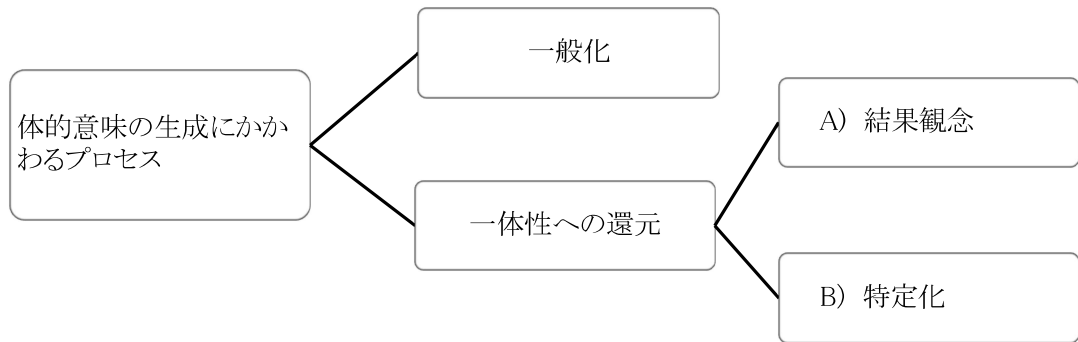 一般化
体的意味の生成にかか
わるプロセス
A) 結果観念
一体性への還元
B) 特定化